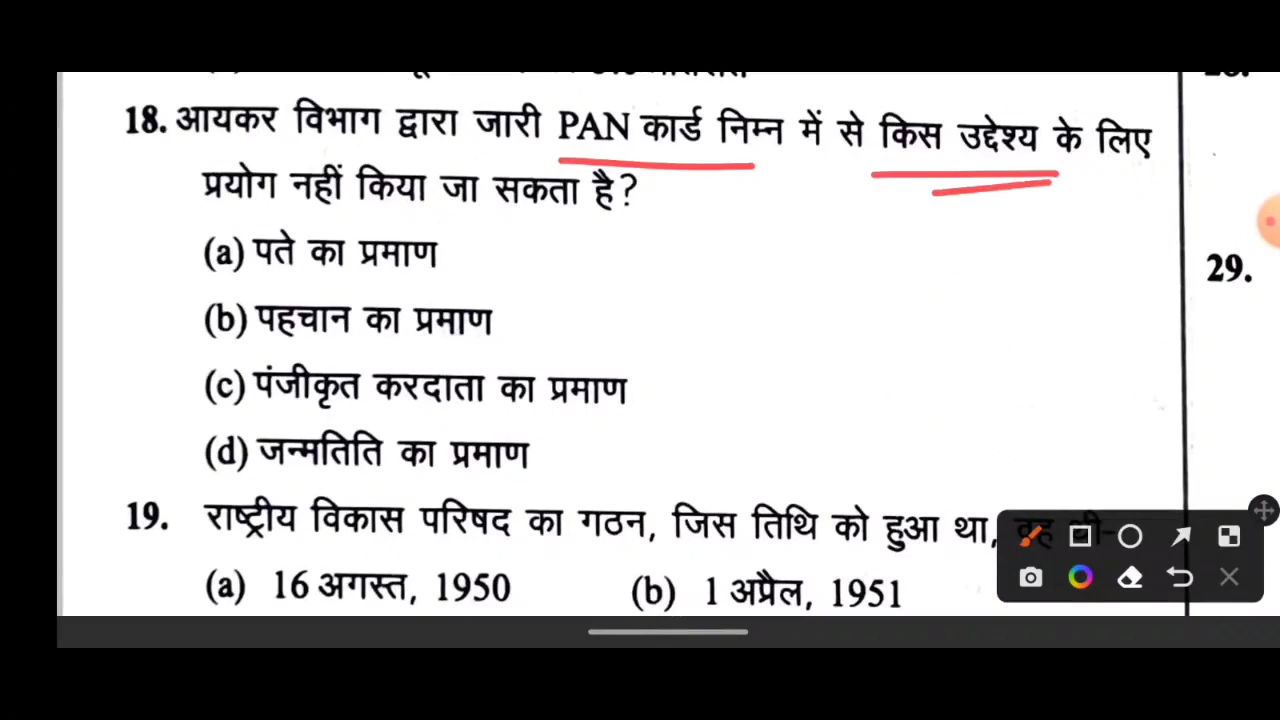 18. आयकर विभाग द्वारा जारी PAN कार्ड निम्न में से किस उद्देश्य के लिए
प्रयोग नहीं किया जा सकता है?
(a) पते का प्रमाण
(b) पहचान का प्रमाण
(c) पंजीकृत करदाता का प्रमाण
(d) जन्मतिति का प्रमाण
19. राष्ट्रीय विकास परिषद का गठन, जिस तिथि को हुआ था, वह थी-
(a) 16 अगस्त, 1950 (b) 1 अप्रैल, 1951
29.